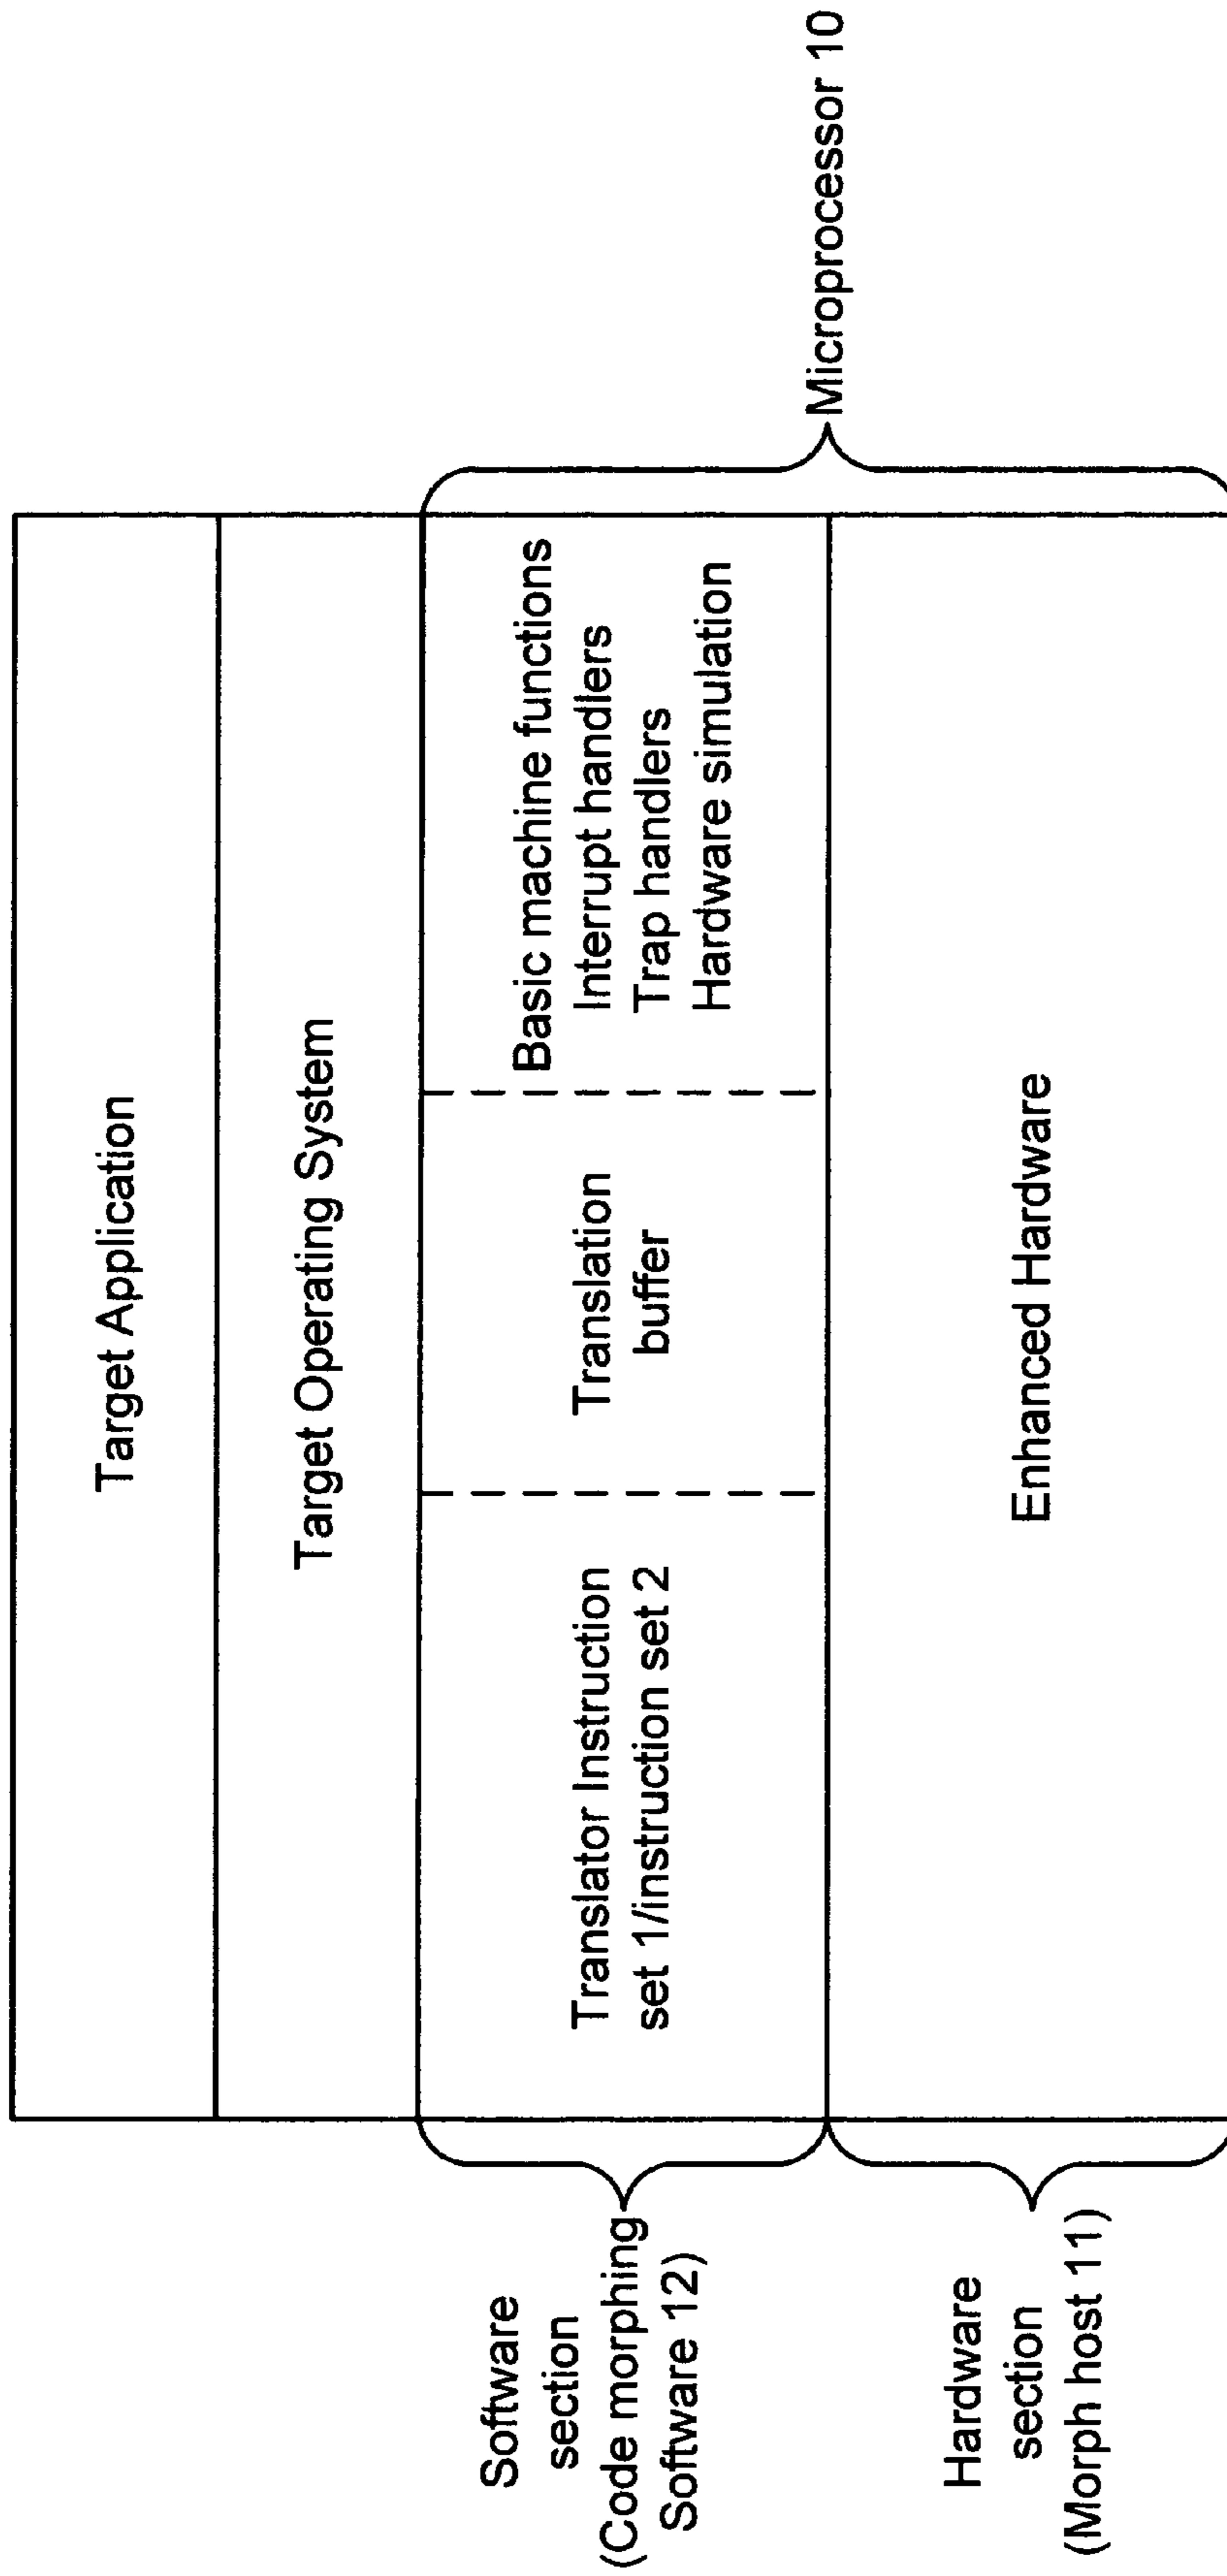 Target Application
Target Operating System
Software
section
(Code morphing
Software 12)
Translator Instruction
set 1/instruction set 2
Translation
buffer
Basic machine functions
Interrupt handlers
Trap handlers
Hardware simulation
Microprocessor 10
Hardware
section
(Morph host 11)
Enhanced Hardware